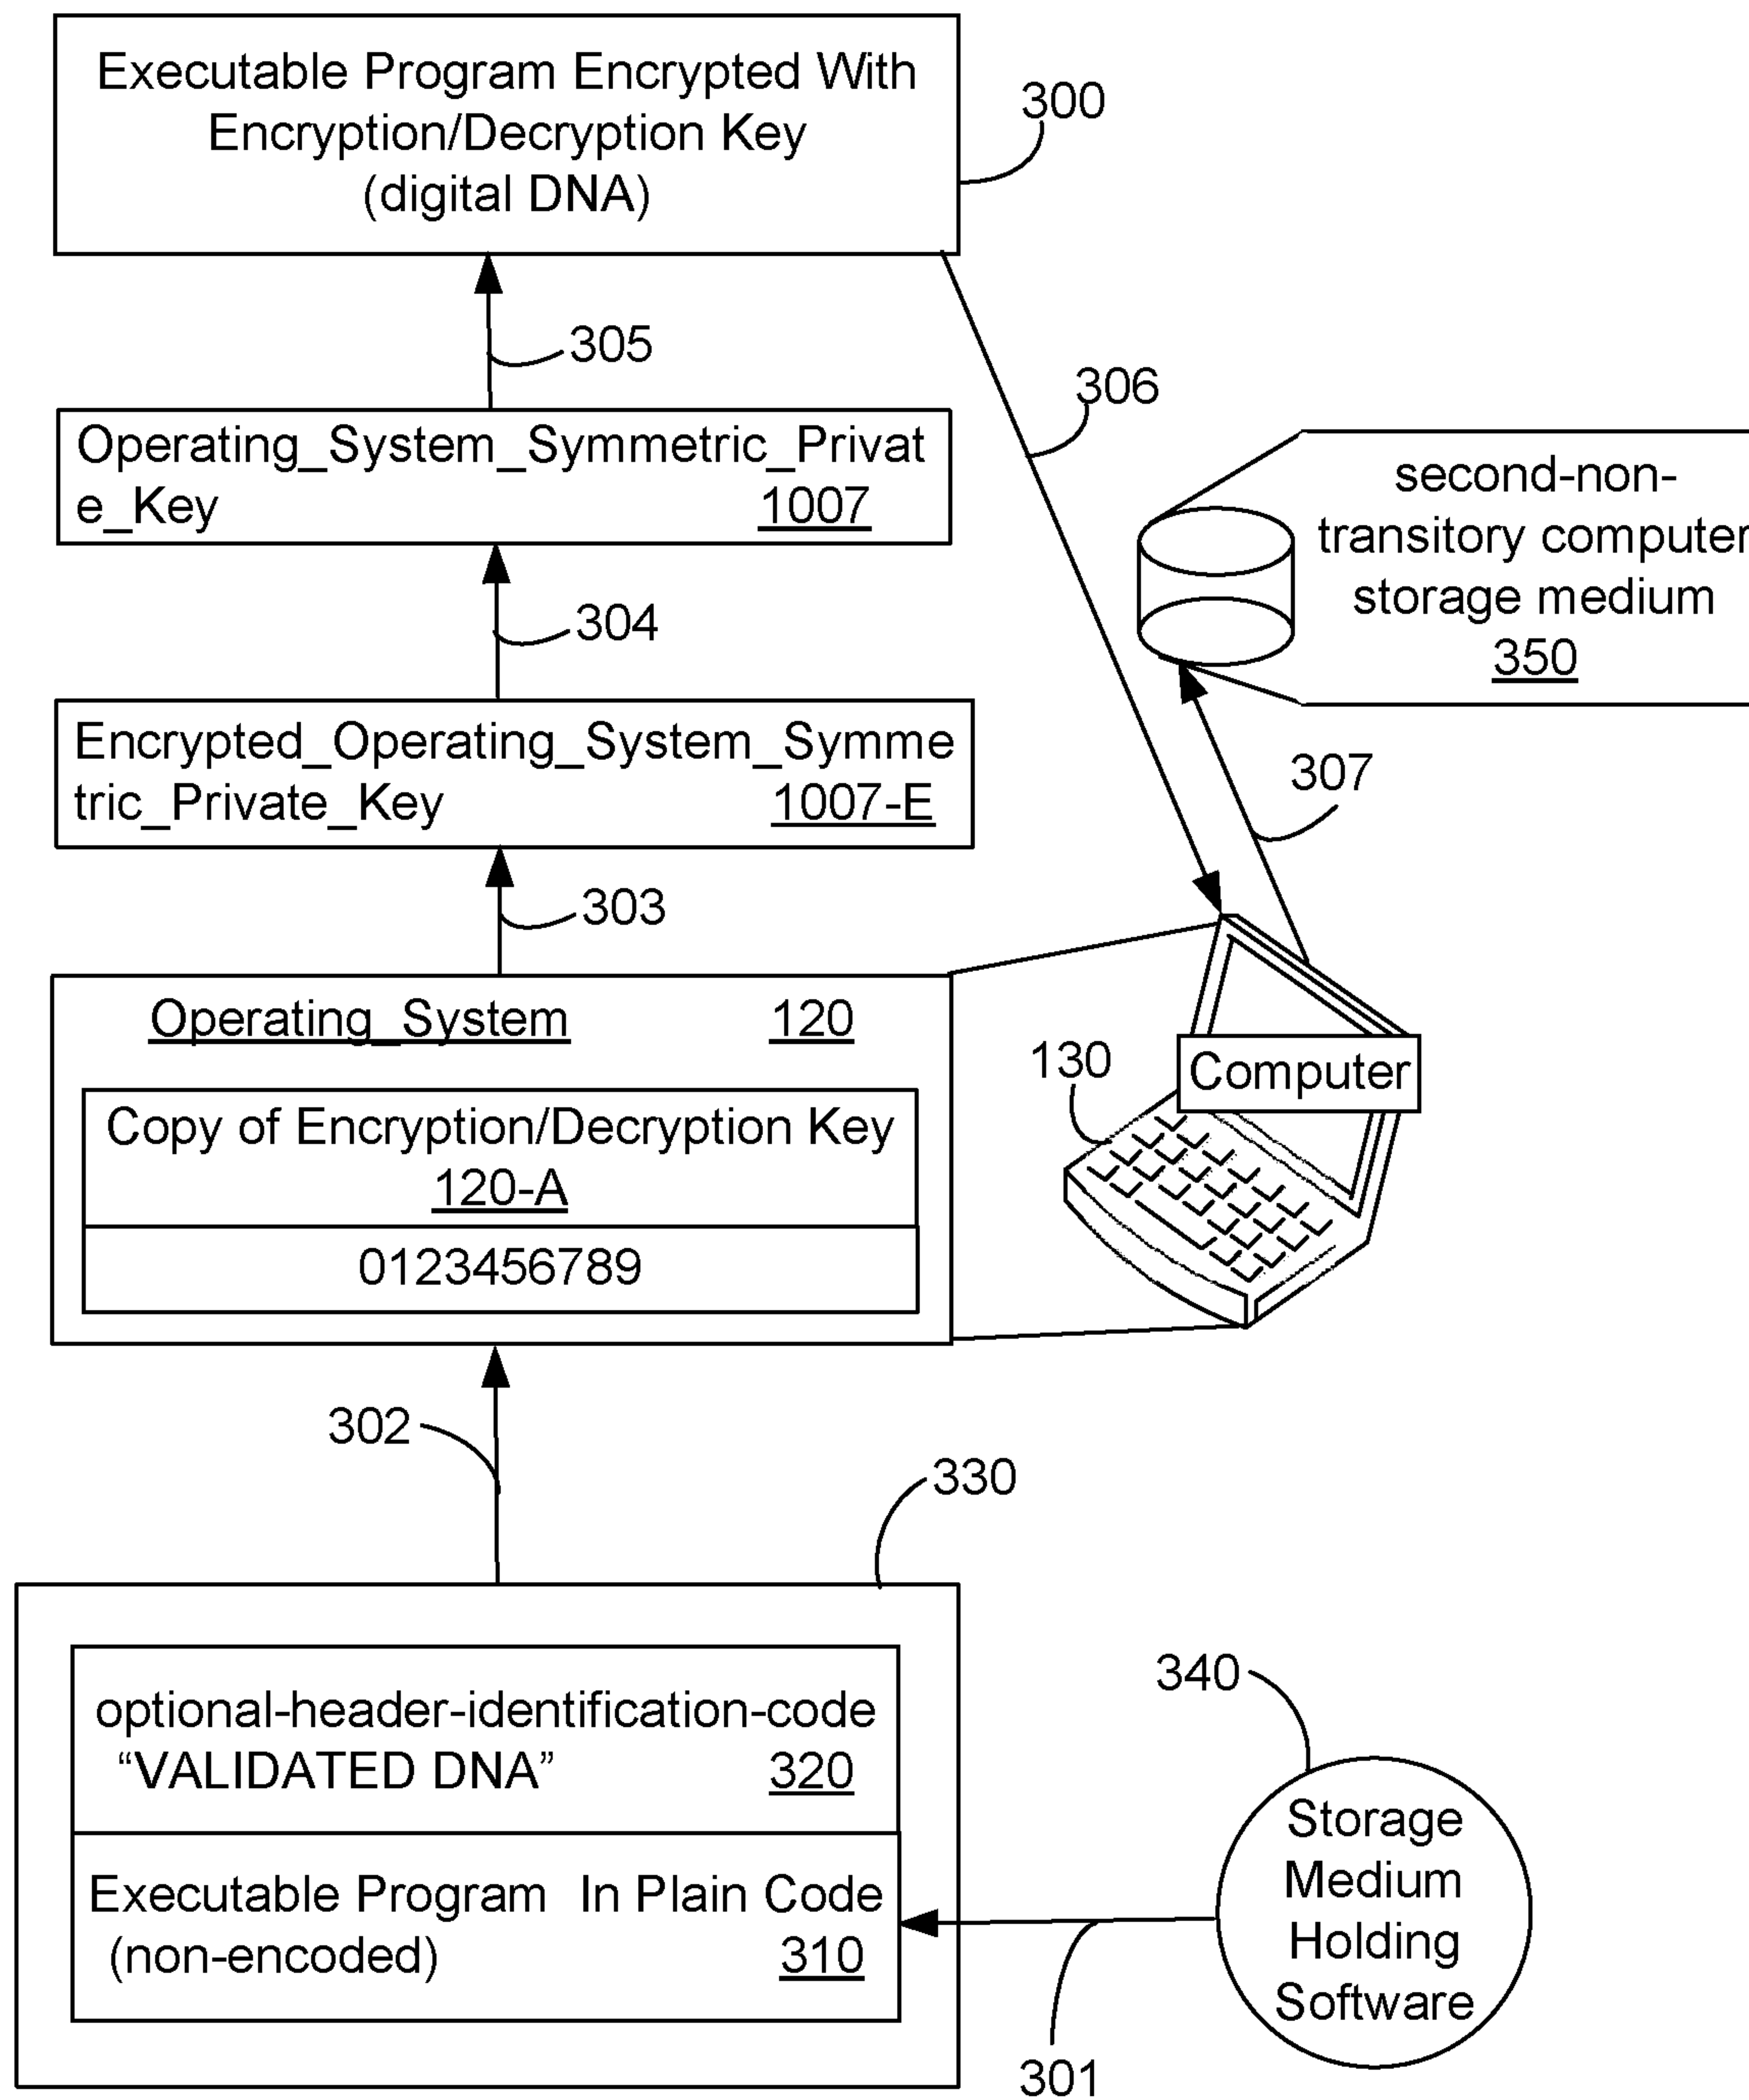 Executable Program Encrypted With
Encryption/Decryption Key
(digital DNA)
300
305
Operating_System_Symmetric_Privat
e_Key 1007
306
second-non-
transitory computer
storage medium
350
304
Encrypted_Operating_System_Symme
tric_Private_Key 1007-E
307
303
Operating_System 120
Copy of Encryption/Decryption Key
120-A
0123456789
130
Computer
302
330
optional-header-identification-code
“VALIDATED DNA” 320
Executable Program In Plain Code
(non-encoded) 310
340
Storage
Medium
Holding
Software
301